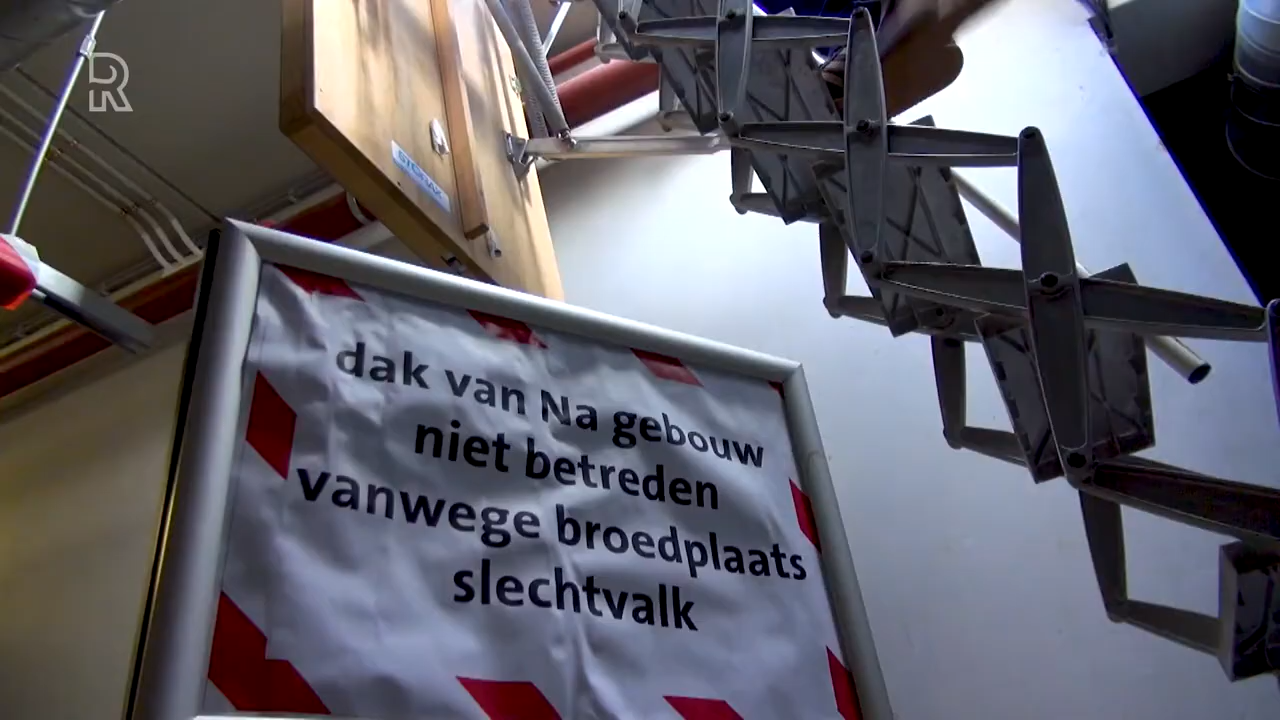 R
dak van Na gebouw
niet betreden
vanwege broedplaats
slechtvalk